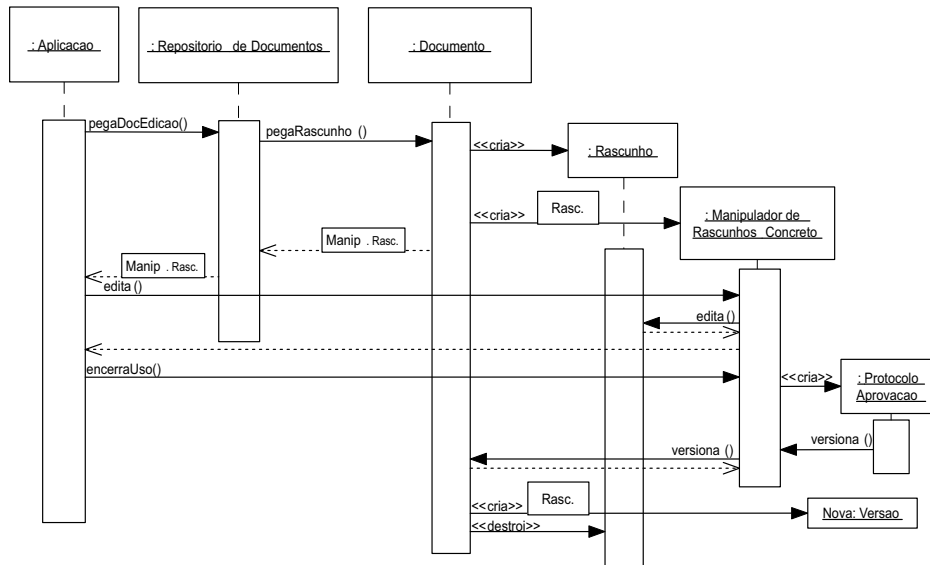 : Aplicacao
: Repositorio de Documentos
: Documento
pegaDocEdicao()
pegaRascunho ()
<<cria>>
: Rascunho
<<cria>>
Rasc.
: Manipulador de
Rascunhos Concreto
Manip . Rasc.
Manip . Rasc.
edita ()
edita ()
encerraUso()
<<cria>>
: Protocolo
Aprovacao
versiona ()
versiona ()
<<cria>>
Rasc.
Nova: Versao
<<destroi>>